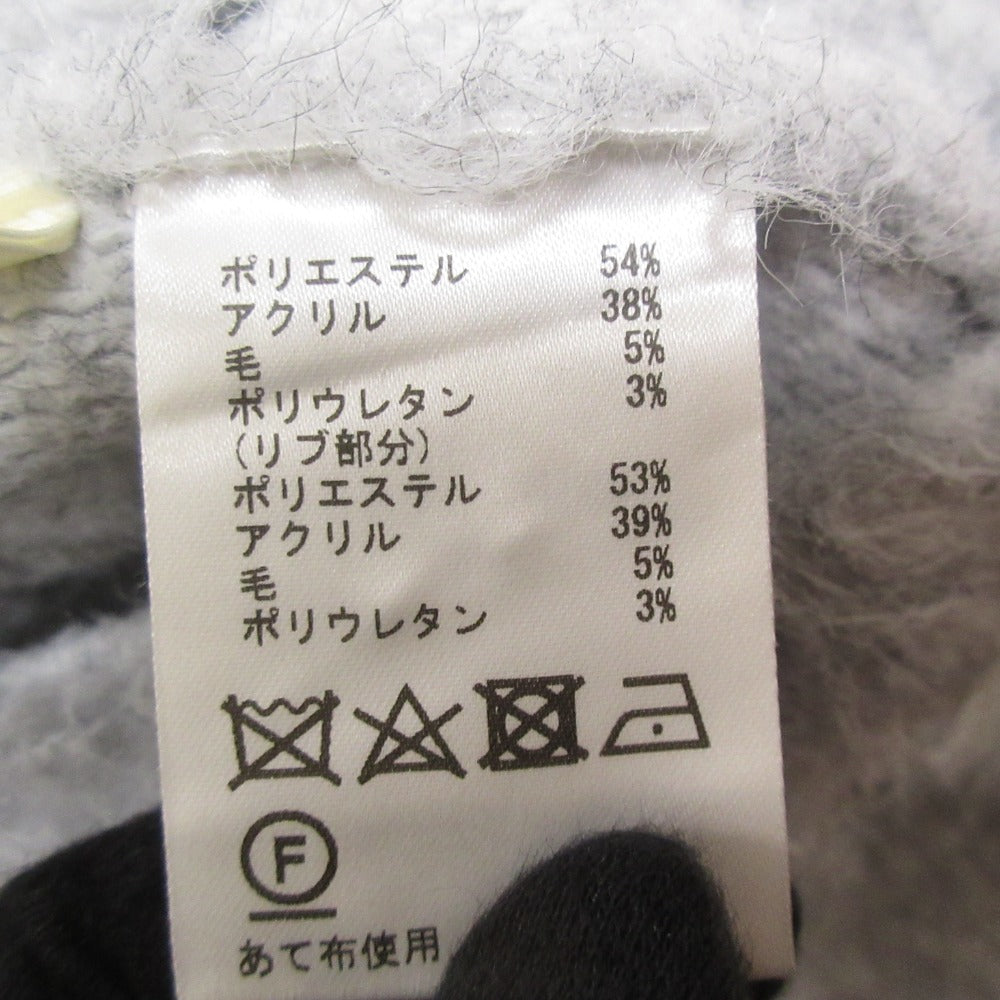 ポリエステル 54%
アクリル 38%
毛 5%
ポリウレタン 3%
(リブ部分)
ポリエステル 53%
アクリル 39%
毛 5%
ポリウレタン 3%
F
あて布使用